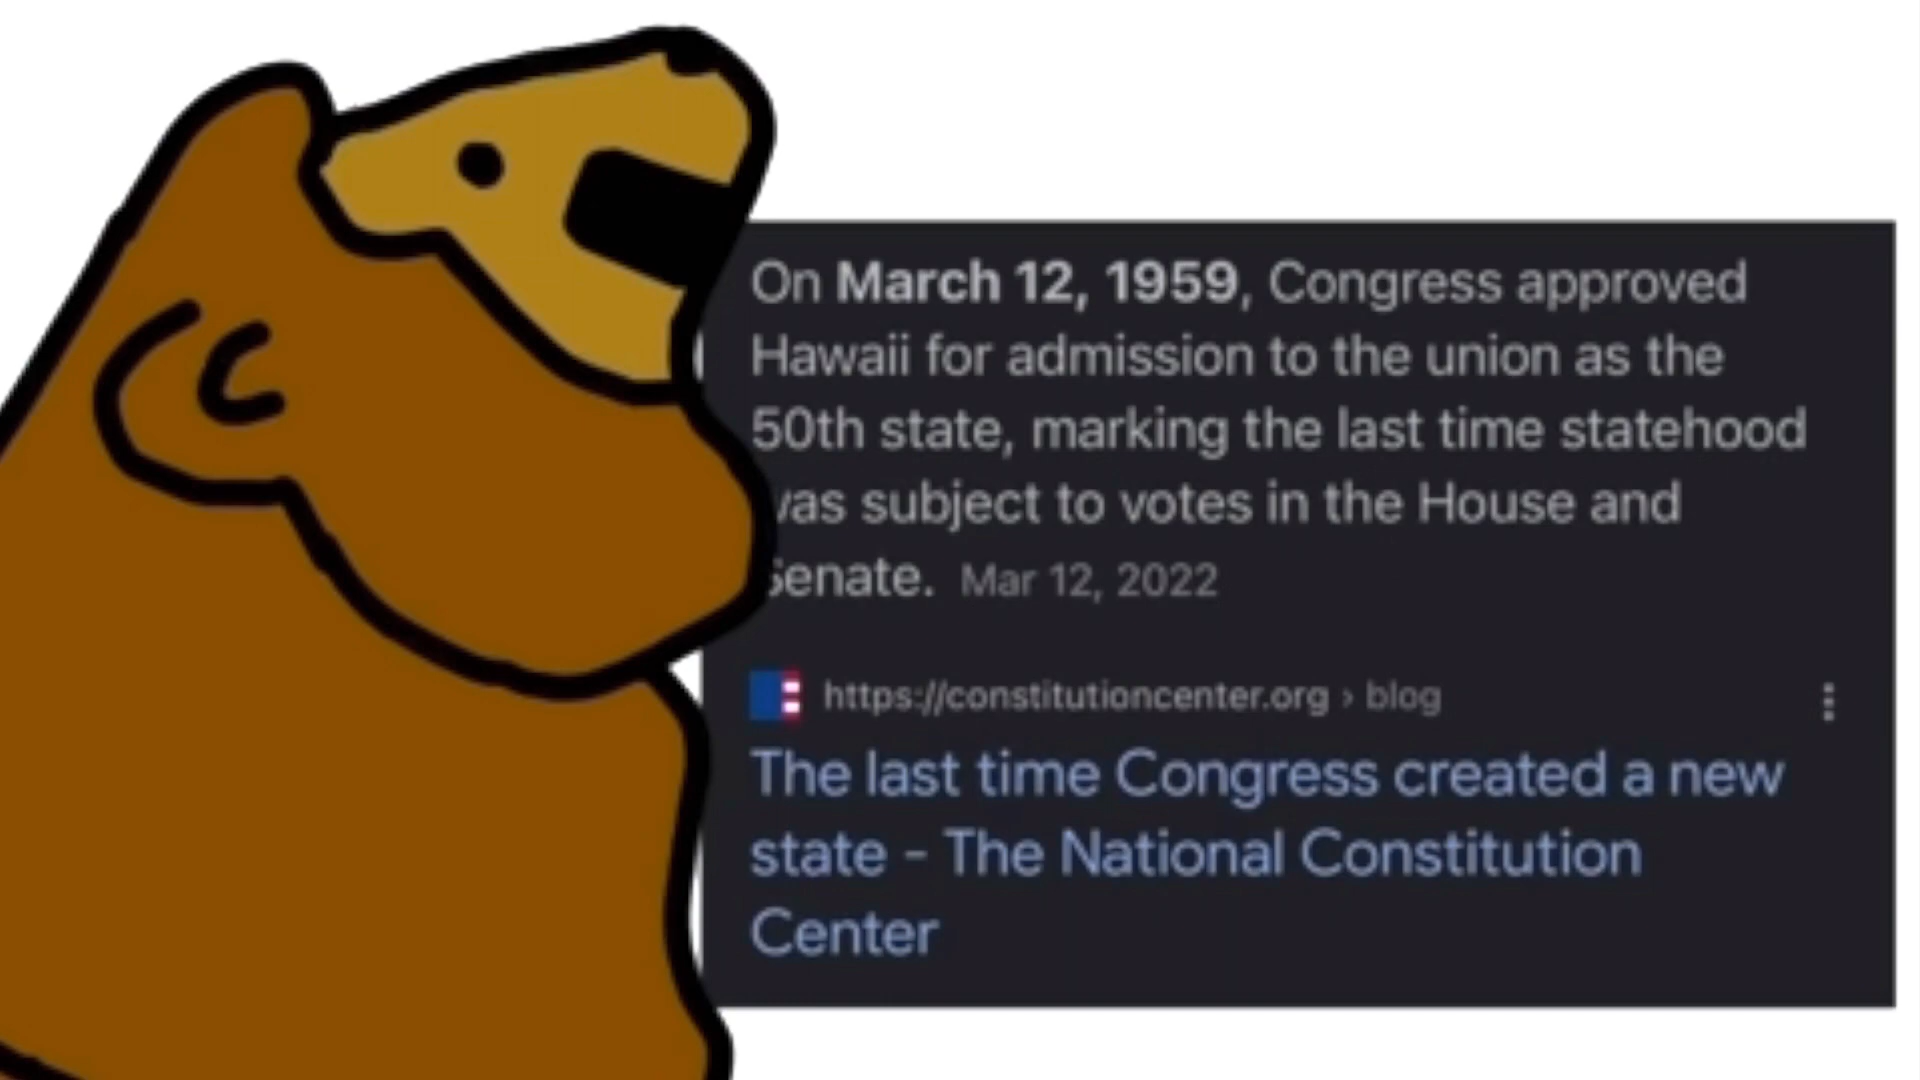 On March 12, 1959, Congress approved
Hawaii for admission to the union as the
50th state, marking the last time statehood
was subject to votes in the House and
Senate. Mar 12, 2022
https://constitutioncenter.org › blog
The last time Congress created a new
state - The National Constitution
Center